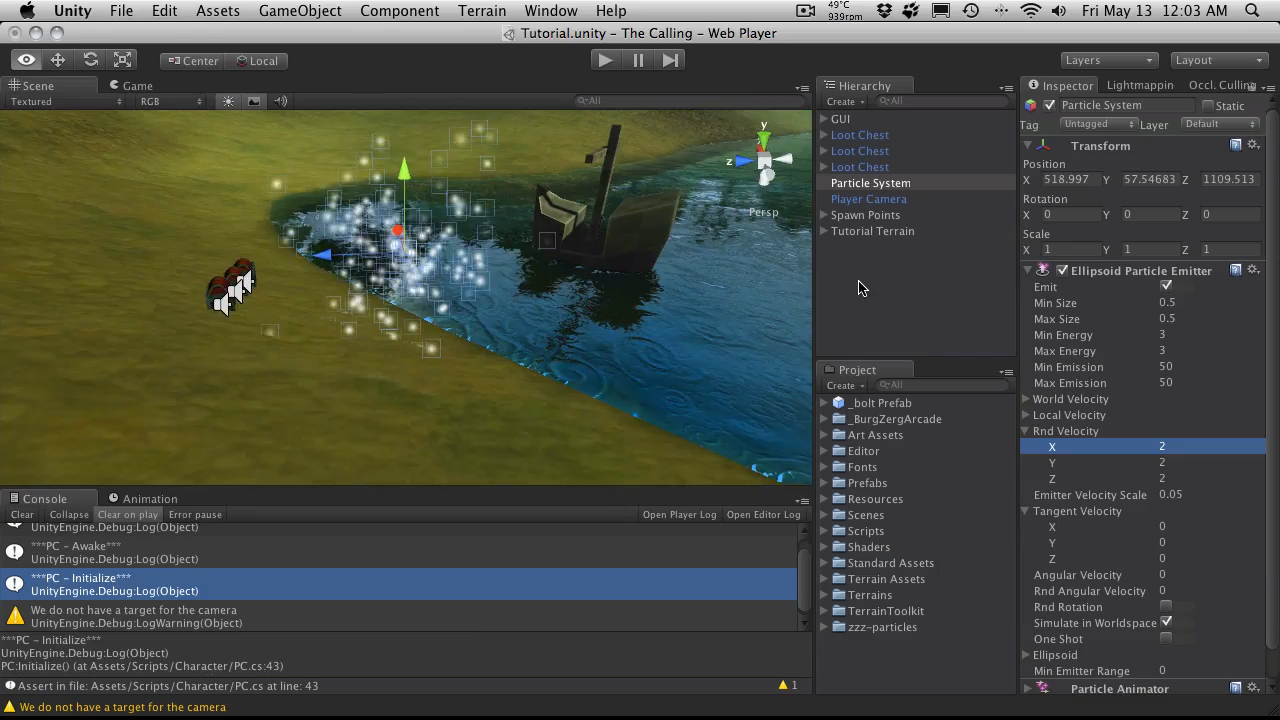 Unity File Edit Assets GameObject Component Terrain Window Help 49°C 939rpm Fri May 13 12:03 AM
Tutorial.unity – The Calling – Web Player
Center Local Layers Layout
Scene Game
Textured RGB All
x y z
Persp
Console Animation
Clear Collapse Clear on play Error pause Open Player Log Open Editor Log
UnityEngine.Debug:Log(Object)
***PC – Awake***
UnityEngine.Debug:Log(Object)
***PC – Initialize***
UnityEngine.Debug:Log(Object)
We do not have a target for the camera
UnityEngine.Debug:LogWarning(Object)
***PC – Initialize***
UnityEngine.Debug:Log(Object)
PC:Initialize() (at Assets/Scripts/Character/PC.cs:43)
Assert in file: Assets/Scripts/Character/PC.cs at line: 43 1
We do not have a target for the camera
Hierarchy
Create All
GUI
Loot Chest
Loot Chest
Loot Chest
Particle System
Player Camera
Spawn Points
Tutorial Terrain
Project
Create All
_bolt Prefab
_BurgZergArcade
Art Assets
Editor
Fonts
Prefabs
Resources
Scenes
Scripts
Shaders
Standard Assets
Terrain Assets
Terrains
TerrainToolkit
zzz-particles
Inspector Lightmappin Occl. Culling
Particle System Static
Tag Untagged Layer Default
Transform
Position
X 518.997 Y 57.54683 Z 1109.513
Rotation
X 0 Y 0 Z 0
Scale
X 1 Y 1 Z 1
Ellipsoid Particle Emitter
Emit
Min Size 0.5
Max Size 0.5
Min Energy 3
Max Energy 3
Min Emission 50
Max Emission 50
World Velocity
Local Velocity
Rnd Velocity
X 2
Y 2
Z 2
Emitter Velocity Scale 0.05
Tangent Velocity
X 0
Y 0
Z 0
Angular Velocity 0
Rnd Angular Velocity 0
Rnd Rotation
Simulate in Worldspace
One Shot
Ellipsoid
Min Emitter Range 0
Particle Animator